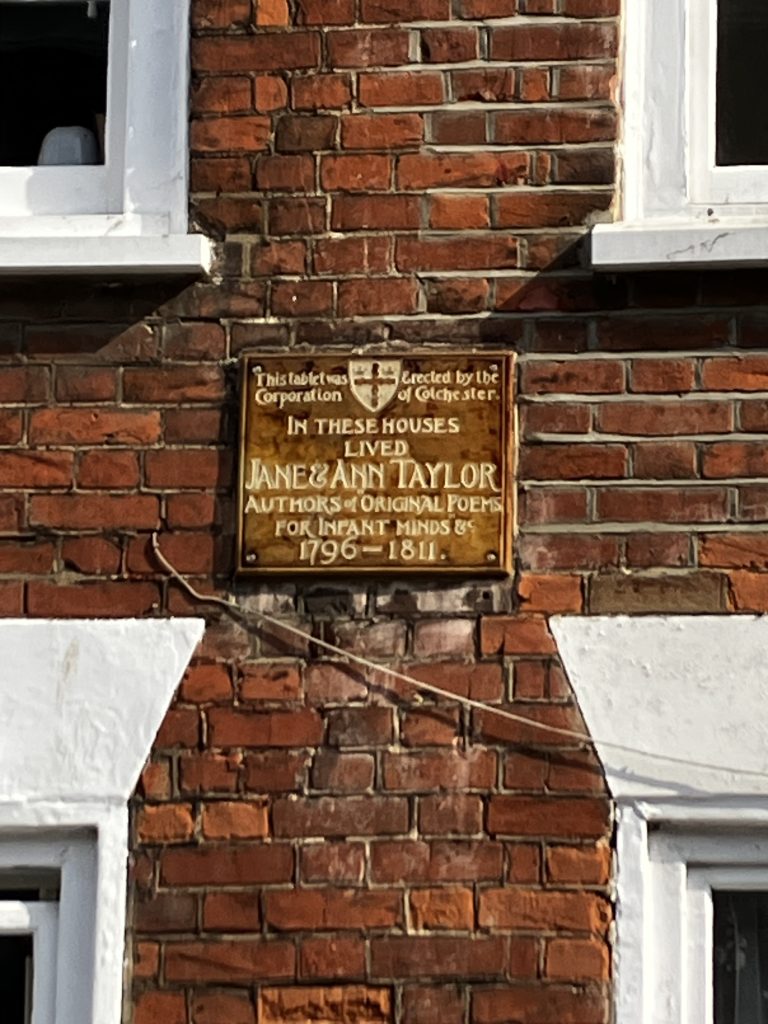 This tablet was Erected by the
Corporation of Colchester.
IN THESE HOUSES
LIVED
JANE & ANN TAYLOR
AUTHORS of ORIGINAL POEMS
FOR INFANT MINDS &c
1796–1811.